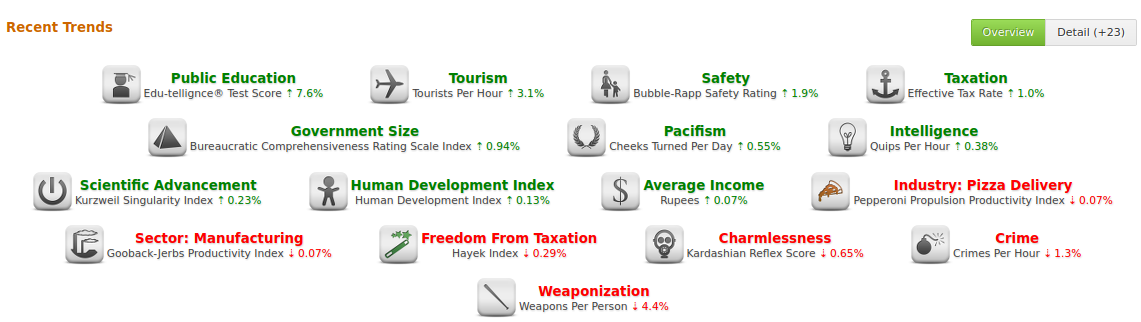 Recent Trends
Overview Detail (+23)
Public Education Tourism Safety Taxation
Edu-tellignce® Test Score ↑ 7.6% Tourists Per Hour ↑ 3.1% Bubble-Rapp Safety Rating ↑ 1.9% Effective Tax Rate ↑ 1.0%
Government Size Pacifism Intelligence
Bureaucratic Comprehensiveness Rating Scale Index ↑ 0.94% Cheeks Turned Per Day ↑ 0.55% Quips Per Hour ↑ 0.38%
Scientific Advancement Human Development Index Average Income Industry: Pizza Delivery
Kurzweil Singularity Index ↑ 0.23% Human Development Index ↑ 0.13% Rupees ↑ 0.07% Pepperoni Propulsion Productivity Index ↓ 0.07%
Sector: Manufacturing Freedom From Taxation Charmlessness Crime
Gooback-Jerbs Productivity Index ↓ 0.07% Hayek Index ↓ 0.29% Kardashian Reflex Score ↓ 0.65% Crimes Per Hour ↓ 1.3%
Weaponization
Weapons Per Person ↓ 4.4%